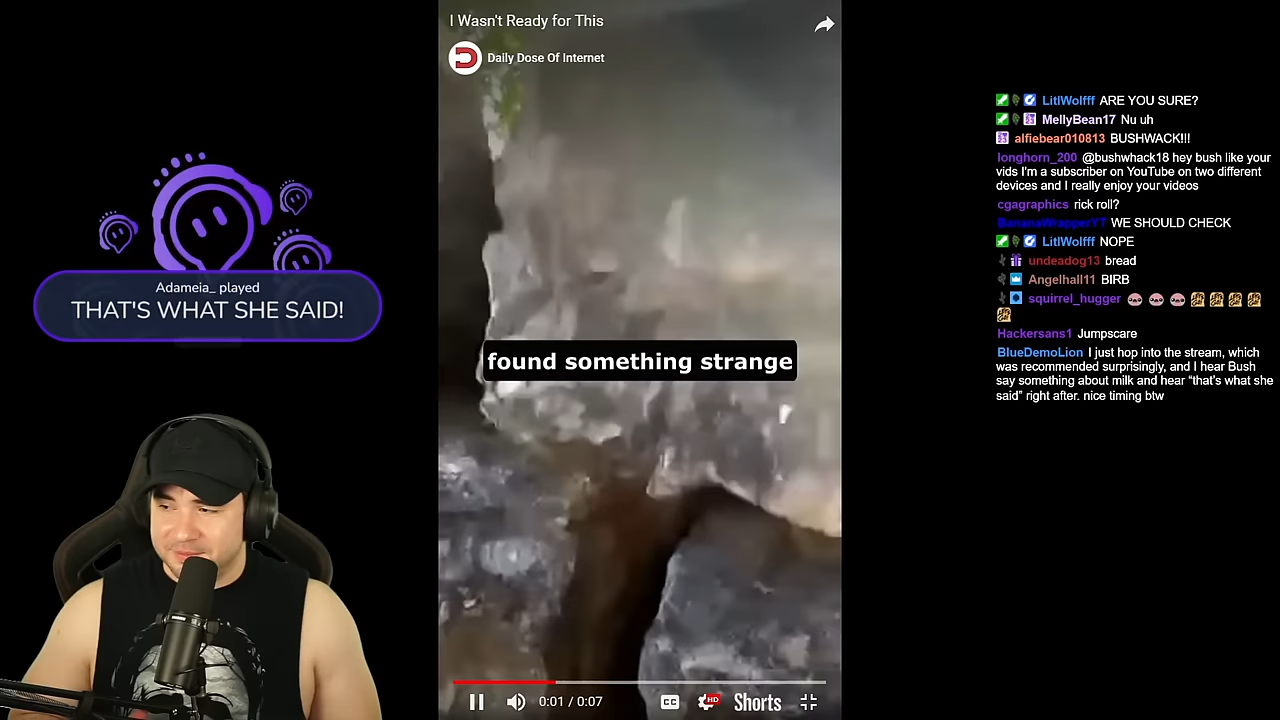 I Wasn't Ready for This
Daily Dose Of Internet
Adameia_ played
THAT'S WHAT SHE SAID!
found something strange
0:01 / 0:07
CC
HD
Shorts
LitlWolfff ARE YOU SURE?
MellyBean17 Nu uh
alfiebear010813 BUSHWACK!!!
longhorn_200 @bushwhack18 hey bush like your
vids I'm a subscriber on YouTube on two different
devices and I really enjoy your videos
cgagraphics rick roll?
BananaWrapperYT WE SHOULD CHECK
LitlWolfff NOPE
undeadog13 bread
Angelhall11 BIRB
squirrel_hugger
Hackersans1 Jumpscare
BlueDemoLion I just hop into the stream, which
was recommended surprisingly, and I hear Bush
say something about milk and hear “that's what she
said” right after. nice timing btw